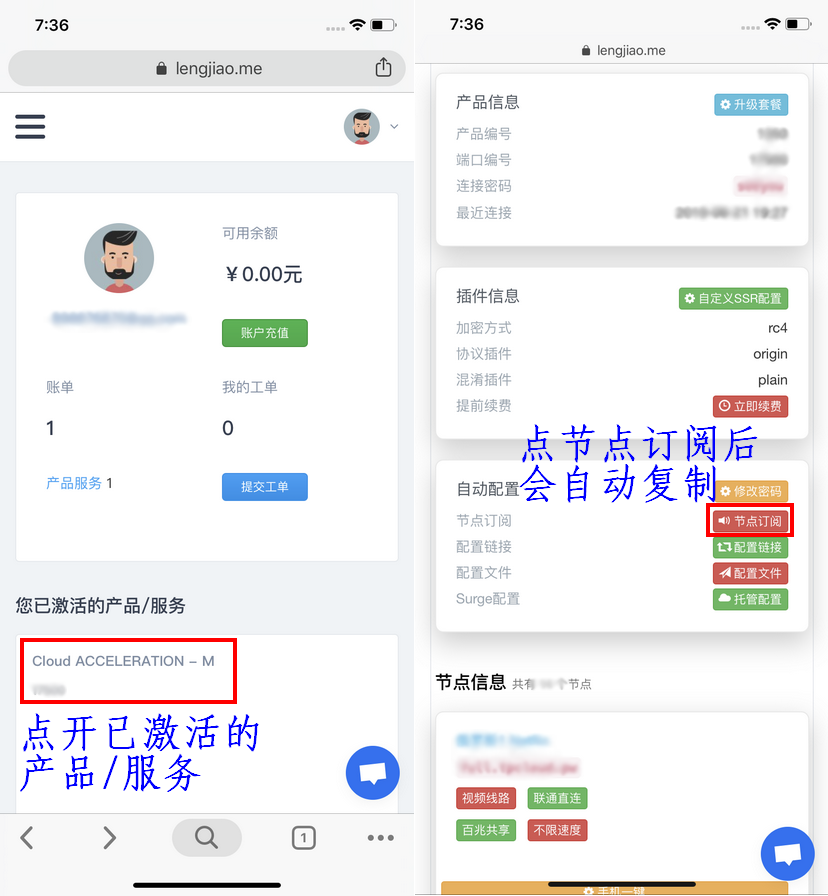 7:36
lengjiao.me
可用余额
￥0.00元
账户充值
账单
我的工单
1
0
产品服务 1
提交工单
您已激活的产品/服务
Cloud ACCELERATION – M
点开已激活的
产品/服务
1
7:36
lengjiao.me
产品信息
升级套餐
产品编号
端口编号
连接密码
最近连接
插件信息
自定义SSR配置
加密方式
rc4
协议插件
origin
混淆插件
plain
提前续费
立即续费
点节点订阅后
会自动复制
自动配置
修改密码
节点订阅
节点订阅
配置链接
配置链接
配置文件
配置文件
Surge配置
托管配置
节点信息 共有 个节点
视频线路
联通直连
百兆共享
不限速度
手机一键